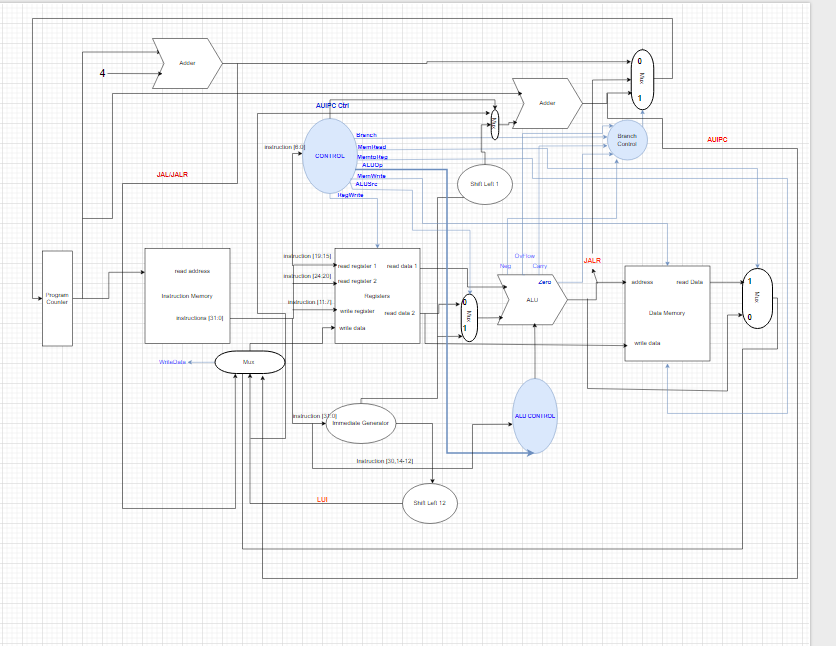 Adder
4
0
Mux
1
Adder
AUIPC Ctrl
Mux
Branch
Control
AUIPC
instruction [6:0]
CONTROL
Branch
MemRead
MemtoReg
ALUOp
MemWrite
ALUSrc
RegWrite
JAL/JALR
Shift Left 1
instruction [19:15]
instruction [24:20]
instruction [11:7]
read register 1
read data 1
read register 2
Registers
write register
read data 2
write data
OvFlow
Neg
Carry
Zero
ALU
JALR
address
read Data
Data Memory
write data
1
Mux
0
0
Mux
1
read address
Instruction Memory
instructions [31:0]
Program
Counter
WriteData
Mux
instruction [31:0]
Immediate Generator
ALU CONTROL
Instruction [30,14-12]
LUI
Shift Left 12